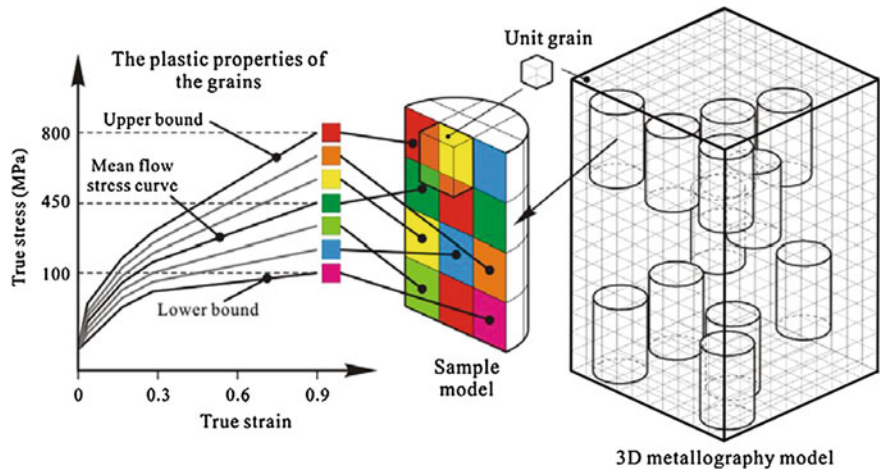 The plastic properties of
the grains
Upper bound
800
Mean flow
stress curve
450
100
Lower bound
True stress (MPa)
0
0.3
0.6
0.9
True strain
Unit grain
Sample
model
3D metallography model